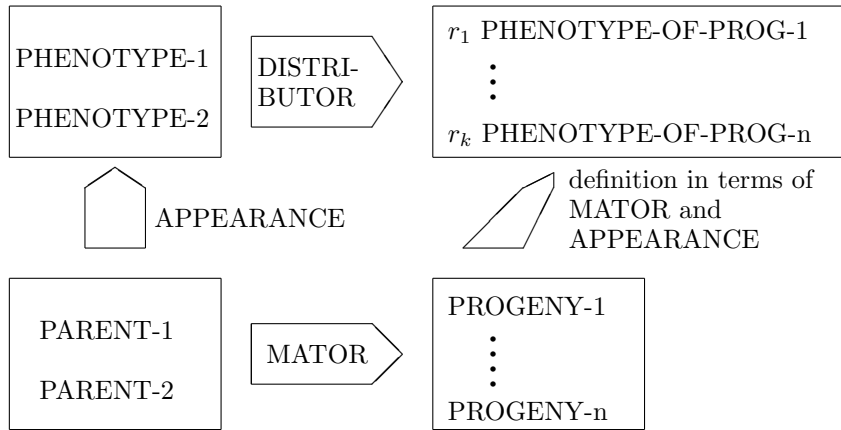 PHENOTYPE-1
PHENOTYPE-2
DISTRI-
BUTOR
r₁ PHENOTYPE-OF-PROG-1
rₖ PHENOTYPE-OF-PROG-n
APPEARANCE
definition in terms of
MATOR and
APPEARANCE
PARENT-1
PARENT-2
MATOR
PROGENY-1
PROGENY-n